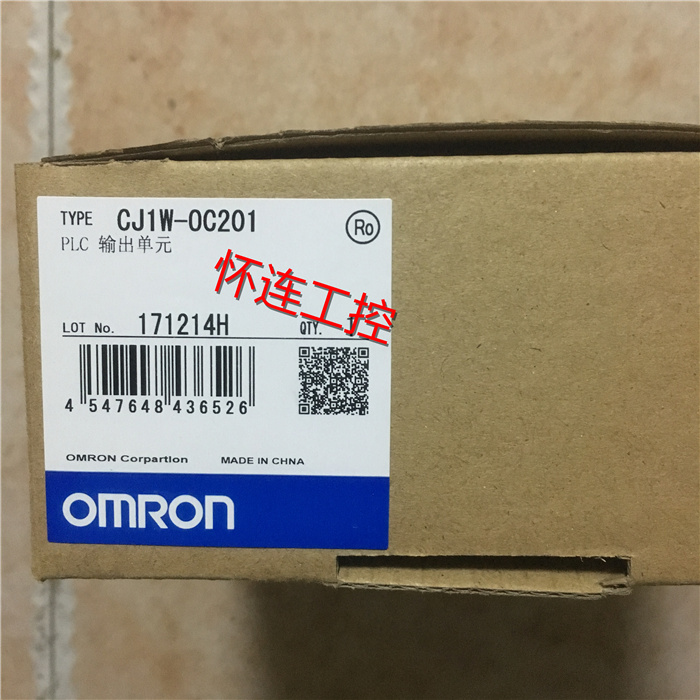 TYPE CJ1W-OC201
Ro
PLC 输出单元
怀连工控
LOT No. 171214H QTY.
4 547648 436526
OMRON Corpartion MADE IN CHNA
OMRON